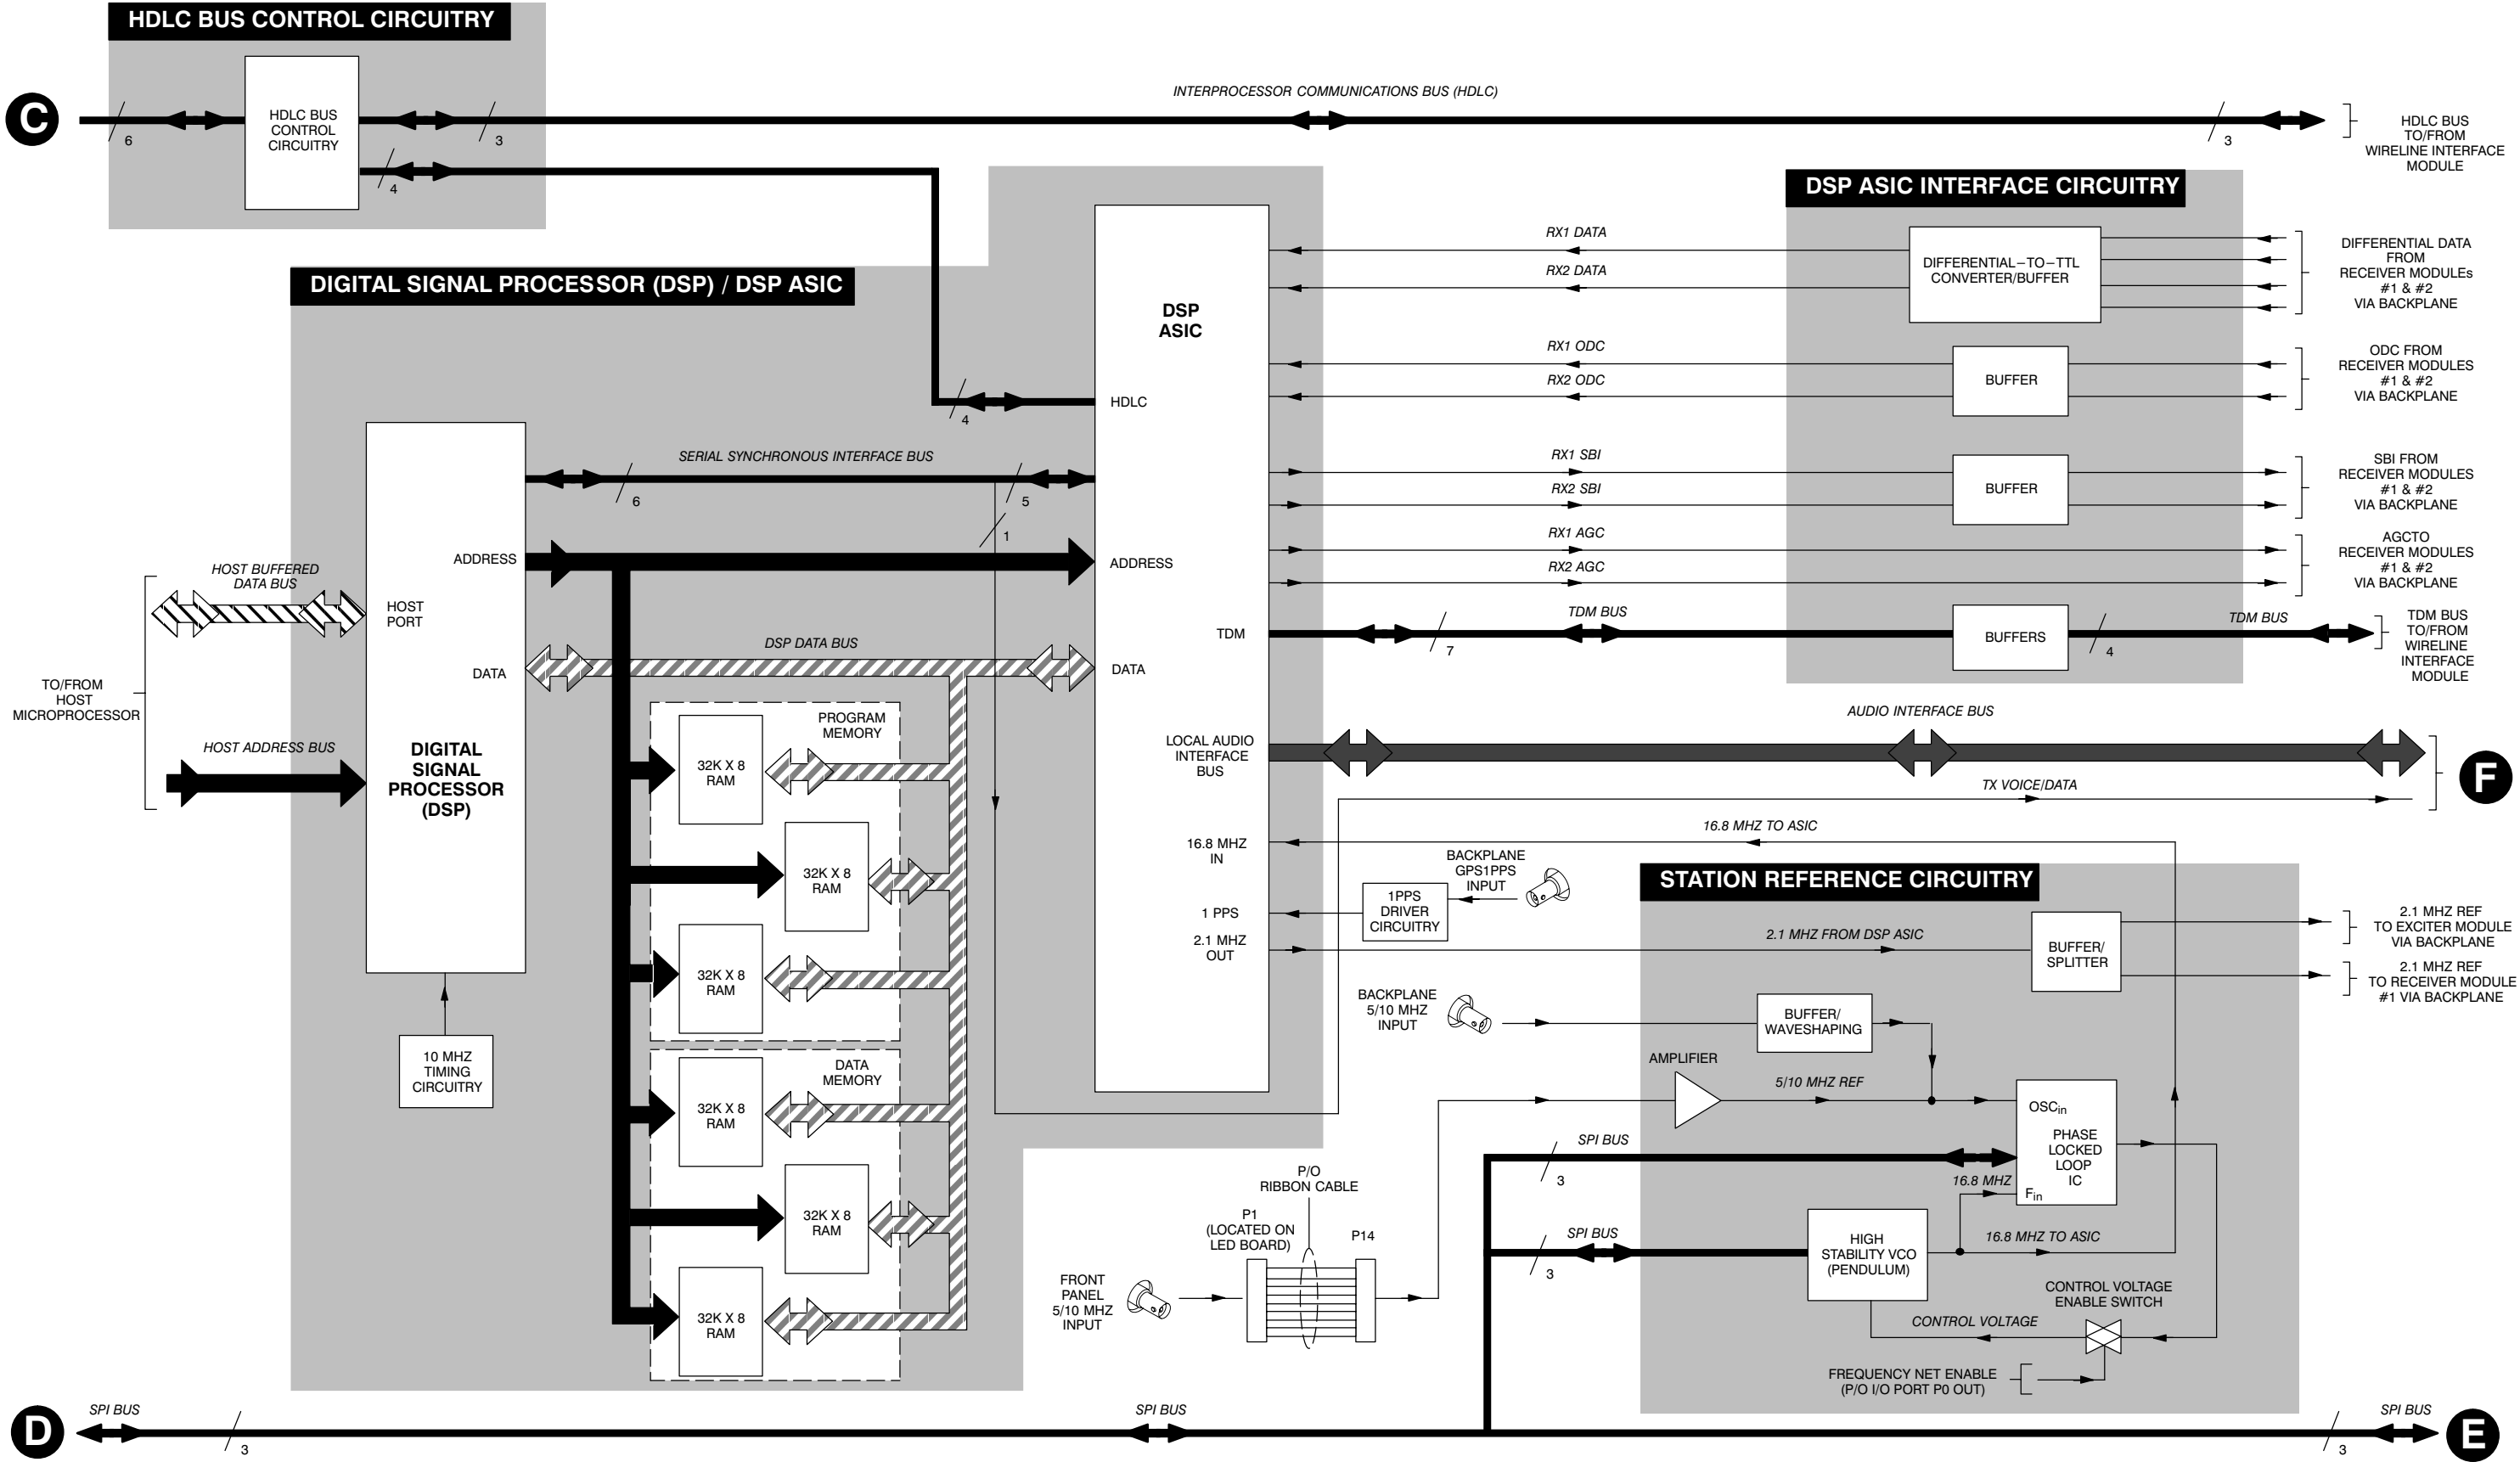 HDLC BUS CONTROL CIRCUITRY
C
6
HDLC BUS
CONTROL
CIRCUITRY
3
4
INTERPROCESSOR COMMUNICATIONS BUS (HDLC)
3
HDLC BUS
TO/FROM
WIRELINE INTERFACE
MODULE
DIGITAL SIGNAL PROCESSOR (DSP) / DSP ASIC
TO/FROM
HOST
MICROPROCESSOR
HOST BUFFERED
DATA BUS
HOST ADDRESS BUS
HOST
PORT
ADDRESS
DATA
DIGITAL
SIGNAL
PROCESSOR
(DSP)
10 MHZ
TIMING
CIRCUITRY
SERIAL SYNCHRONOUS INTERFACE BUS
6
5
1
4
DSP DATA BUS
PROGRAM
MEMORY
32K X 8
RAM
32K X 8
RAM
32K X 8
RAM
DATA
MEMORY
32K X 8
RAM
32K X 8
RAM
32K X 8
RAM
DSP
ASIC
HDLC
ADDRESS
TDM
DATA
LOCAL AUDIO
INTERFACE
BUS
16.8 MHZ
IN
1 PPS
2.1 MHZ
OUT
DSP ASIC INTERFACE CIRCUITRY
RX1 DATA
RX2 DATA
DIFFERENTIAL–TO–TTL
CONVERTER/BUFFER
DIFFERENTIAL DATA
FROM
RECEIVER MODULEs
#1 & #2
VIA BACKPLANE
RX1 ODC
RX2 ODC
BUFFER
ODC FROM
RECEIVER MODULES
#1 & #2
VIA BACKPLANE
RX1 SBI
RX2 SBI
BUFFER
SBI FROM
RECEIVER MODULES
#1 & #2
VIA BACKPLANE
RX1 AGC
RX2 AGC
AGCTO
RECEIVER MODULES
#1 & #2
VIA BACKPLANE
TDM BUS
7
BUFFERS
4
TDM BUS
TDM BUS
TO/FROM
WIRELINE
INTERFACE
MODULE
AUDIO INTERFACE BUS
TX VOICE/DATA
F
16.8 MHZ TO ASIC
BACKPLANE
GPS1PPS
INPUT
1PPS
DRIVER
CIRCUITRY
STATION REFERENCE CIRCUITRY
2.1 MHZ FROM DSP ASIC
BUFFER/
SPLITTER
2.1 MHZ REF
TO EXCITER MODULE
VIA BACKPLANE
2.1 MHZ REF
TO RECEIVER MODULE
#1 VIA BACKPLANE
BACKPLANE
5/10 MHZ
INPUT
BUFFER/
WAVESHAPING
AMPLIFIER
5/10 MHZ REF
OSCin
PHASE
LOCKED
LOOP
IC
Fin
SPI BUS
3
16.8 MHZ
SPI BUS
3
HIGH
STABILITY VCO
(PENDULUM)
16.8 MHZ TO ASIC
CONTROL VOLTAGE
ENABLE SWITCH
CONTROL VOLTAGE
FREQUENCY NET ENABLE
(P/O I/O PORT P0 OUT)
P/O
RIBBON CABLE
P1
(LOCATED ON
LED BOARD)
P14
FRONT
PANEL
5/10 MHZ
INPUT
D
SPI BUS
3
SPI BUS
3
SPI BUS
E